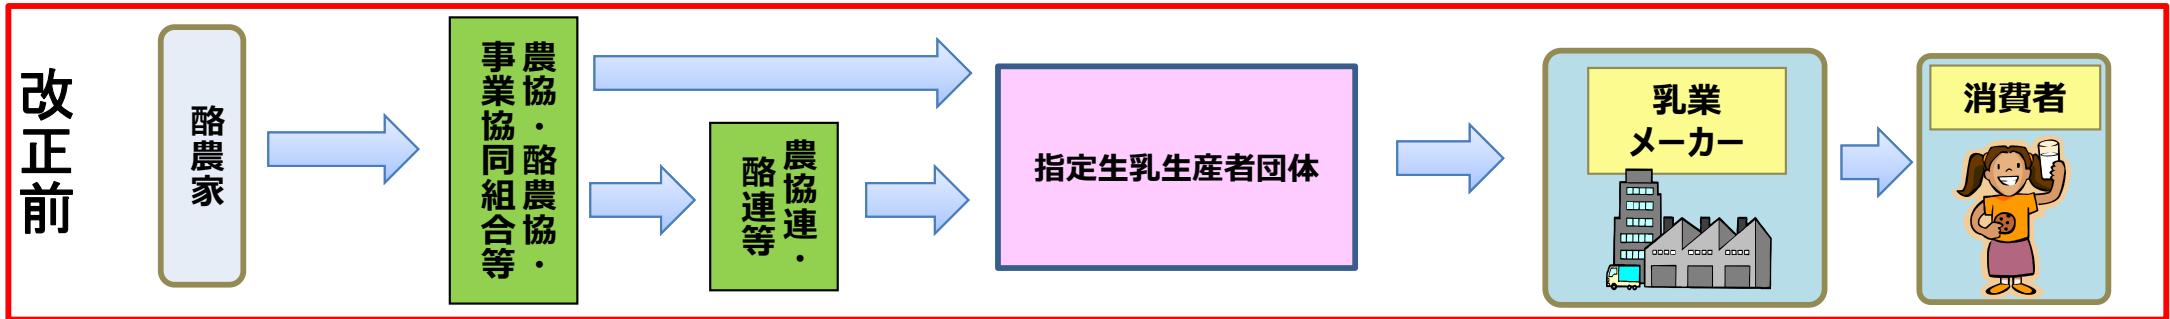 改正前
酪農家
農協・酪農協・
事業協同組合等
農協連・
酪連等
指定生乳生産者団体
乳業
メーカー
消費者